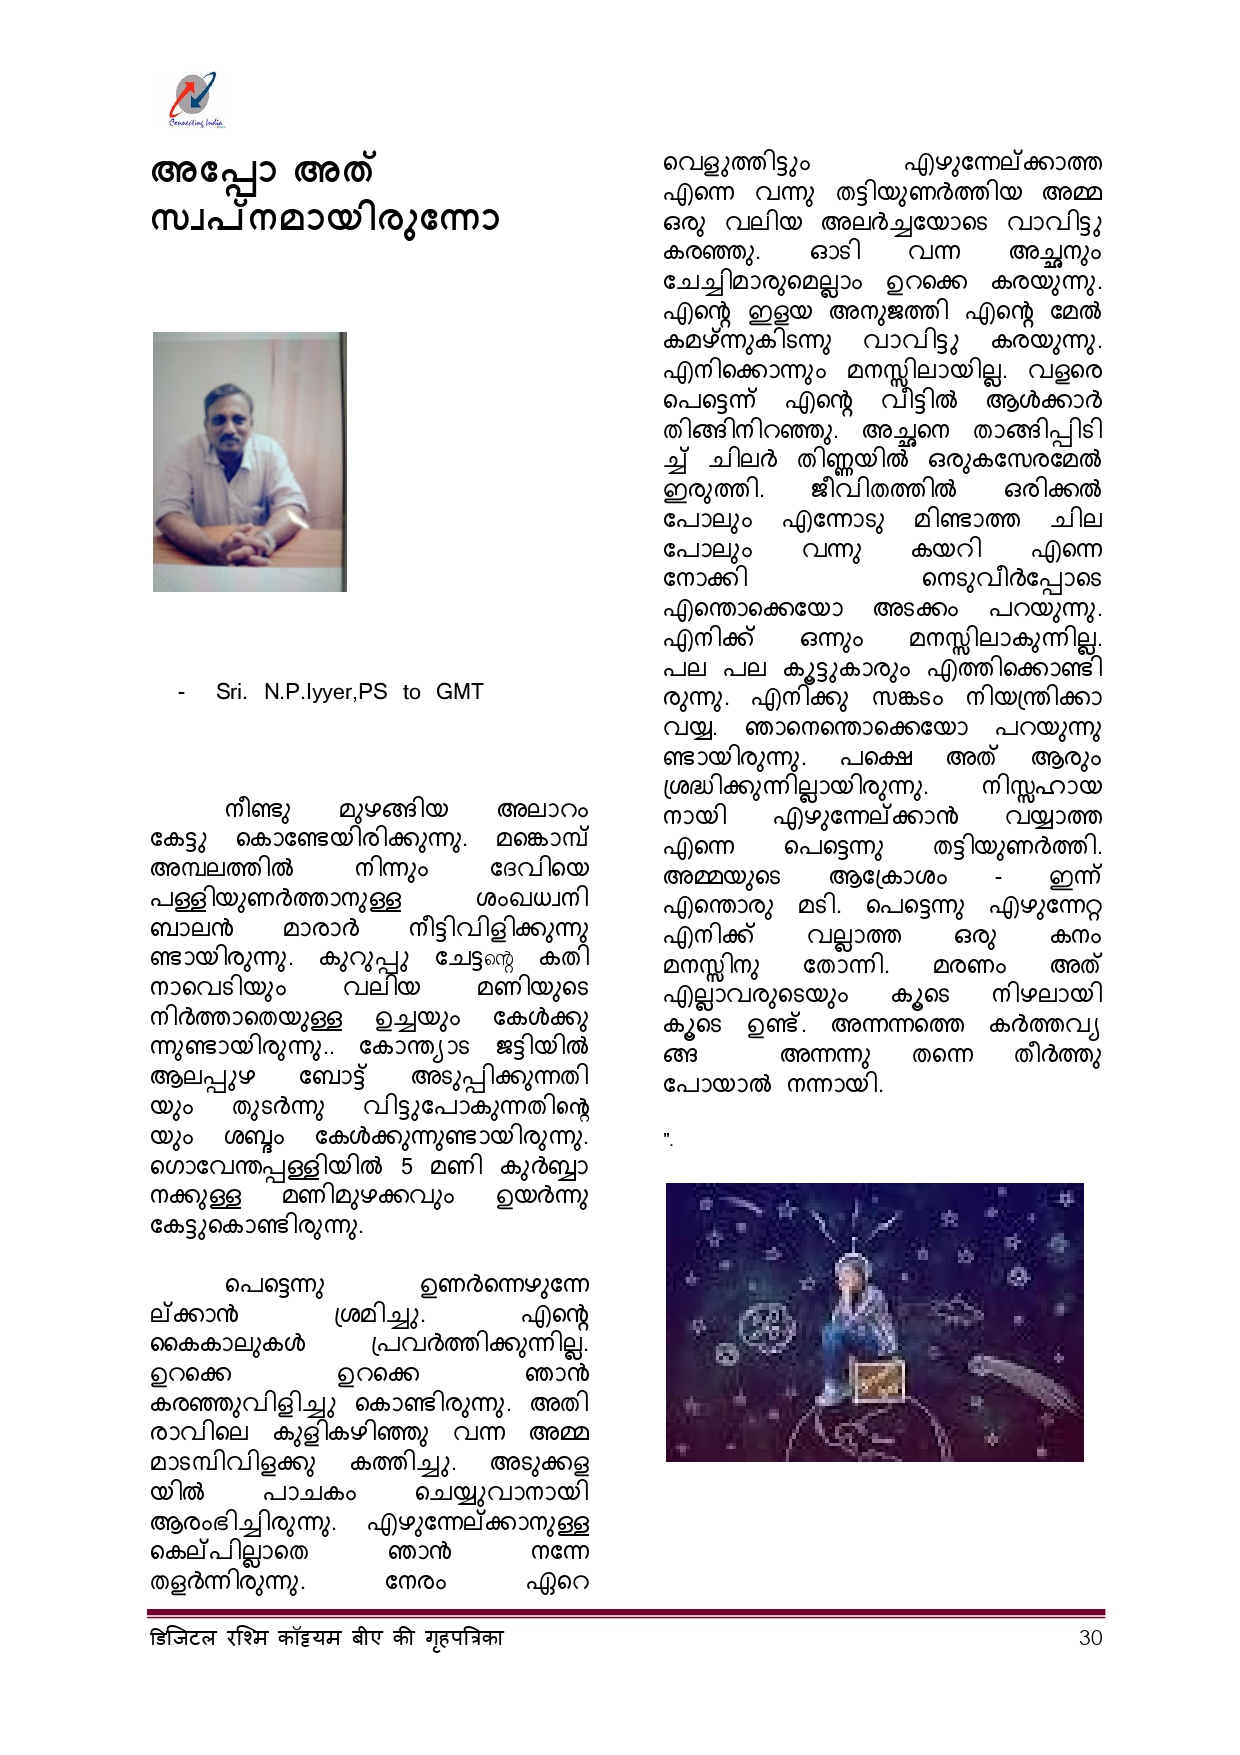 Connecting India
അപ്പോ അത്
സ്വപ്നമായിരുന്നോ
- Sri. N.P.Iyyer,PS to GMT
നീണ്ടു മുഴങ്ങിയ അലാറം
കേട്ടു കൊണ്ടേയിരിക്കുന്നു. മങ്കൊമ്പ്
അമ്പലത്തിൽ നിന്നും ദേവിയെ
പള്ളിയുണർത്താനുള്ള ശംഖധ്വനി
ബാലൻ മാരാർ നീട്ടിവിളിക്കുന്നു
ണ്ടായിരുന്നു. കുറുപ്പു ചേട്ടന്റെ കതി
നാവെടിയും വലിയ മണിയുടെ
നിർത്താതെയുള്ള ഉച്ചയും കേൾക്കു
ന്നുണ്ടായിരുന്നു.. കോന്ത്യാട ജട്ടിയിൽ
ആലപ്പുഴ ബോട്ട് അടുപ്പിക്കുന്നതി
യും തുടർന്നു വിട്ടുപോകുന്നതിന്റെ
യും ശബ്ദം കേൾക്കുന്നുണ്ടായിരുന്നു.
ഗൊവേന്തപ്പള്ളിയിൽ 5 മണി കുർബ്ബാ
നക്കുള്ള മണിമുഴക്കവും ഉയർന്നു
കേട്ടുകൊണ്ടിരുന്നു.
പെട്ടെന്നു ഉണർന്നെഴുന്നേ
ല്ക്കാൻ ശ്രമിച്ചു. എന്റെ
കൈകാലുകൾ പ്രവർത്തിക്കുന്നില്ല.
ഉറക്കെ ഉറക്കെ ഞാൻ
കരഞ്ഞുവിളിച്ചു കൊണ്ടിരുന്നു. അതി
രാവിലെ കുളികഴിഞ്ഞു വന്ന അമ്മ
മാടമ്പിവിളക്കു കത്തിച്ചു. അടുക്കള
യിൽ പാചകം ചെയ്യുവാനായി
ആരംഭിച്ചിരുന്നു. എഴുന്നേല്ക്കാനുള്ള
കെല്പില്ലാതെ ഞാൻ നന്നേ
തളർന്നിരുന്നു. നേരം ഏറെ
വെളുത്തിട്ടും എഴുന്നേല്ക്കാത്ത
എന്നെ വന്നു തട്ടിയുണർത്തിയ അമ്മ
ഒരു വലിയ അലർച്ചയോടെ വാവിട്ടു
കരഞ്ഞു. ഓടി വന്ന അച്ഛനും
ചേച്ചിമാരുമെല്ലാം ഉറക്കെ കരയുന്നു.
എന്റെ ഇളയ അനുജത്തി എന്റെ മേൽ
കമഴ്ന്നുകിടന്നു വാവിട്ടു കരയുന്നു.
എനിക്കൊന്നും മനസ്സിലായില്ല. വളരെ
പെട്ടെന്ന് എന്റെ വീട്ടിൽ ആൾക്കാർ
തിങ്ങിനിറഞ്ഞു. അച്ഛനെ താങ്ങിപ്പിടി
ച്ച് ചിലർ തിണ്ണയിൽ ഒരുകസേരമേൽ
ഇരുത്തി. ജീവിതത്തിൽ ഒരിക്കൽ
പോലും എന്നോടു മിണ്ടാത്ത ചില
പോലും വന്നു കയറി എന്നെ
നോക്കി നെടുവീർപ്പോടെ
എന്തൊക്കെയോ അടക്കം പറയുന്നു.
എനിക്ക് ഒന്നും മനസ്സിലാകുന്നില്ല.
പല പല കൂട്ടുകാരും എത്തിക്കൊണ്ടി
രുന്നു. എനിക്കു സങ്കടം നിയന്ത്രിക്കാ
വയ്യ. ഞാനെന്തൊക്കെയോ പറയുന്നു
ണ്ടായിരുന്നു. പക്ഷെ അത് ആരും
ശ്രദ്ധിക്കുന്നില്ലായിരുന്നു. നിസ്സഹായ
നായി എഴുന്നേല്ക്കാൻ വയ്യാത്ത
എന്നെ പെട്ടെന്നു തട്ടിയുണർത്തി.
അമ്മയുടെ ആക്രോശം - ഇന്ന്
എന്തൊരു മടി. പെട്ടെന്നു എഴുന്നേറ്റ
എനിക്ക് വല്ലാത്ത ഒരു കനം
മനസ്സിനു തോന്നി. മരണം അത്
എല്ലാവരുടെയും കൂടെ നിഴലായി
കൂടെ ഉണ്ട്. അന്നന്നത്തെ കർത്തവ്യ
ങ്ങ അന്നന്നു തന്നെ തീർത്തു
പോയാൽ നന്നായി.
".
डिजिटल रश्मि कॉट्टयम बीए की गृहपत्रिका 30